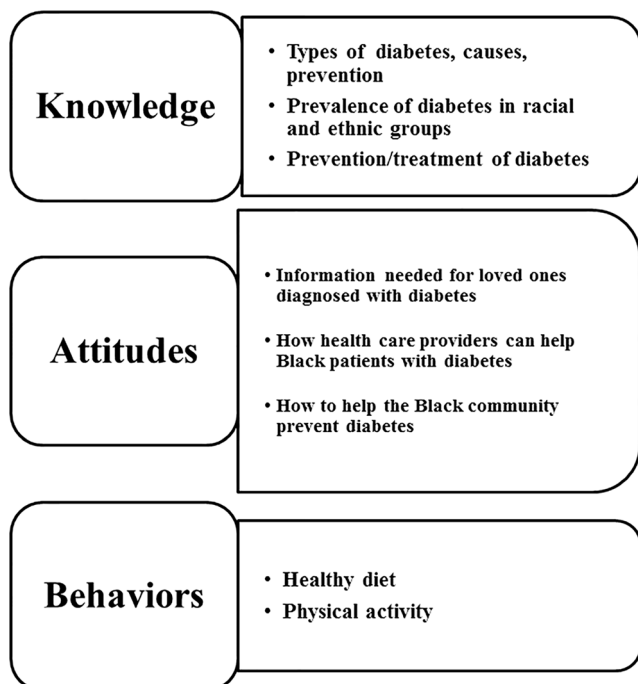 Knowledge
• Types of diabetes, causes,
prevention
• Prevalence of diabetes in racial
and ethnic groups
• Prevention/treatment of diabetes
Attitudes
• Information needed for loved ones
diagnosed with diabetes
• How health care providers can help
Black patients with diabetes
• How to help the Black community
prevent diabetes
Behaviors
• Healthy diet
• Physical activity